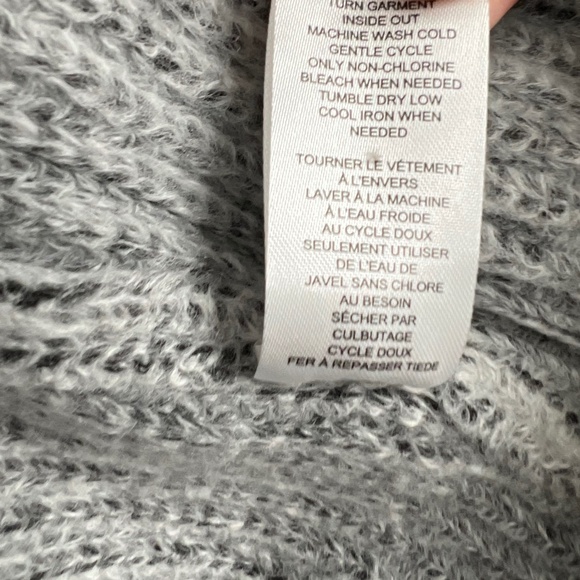 TURN GARMENT
INSIDE OUT
MACHINE WASH COLD
GENTLE CYCLE
ONLY NON-CHLORINE
BLEACH WHEN NEEDED
TUMBLE DRY LOW
COOL IRON WHEN
NEEDED
TOURNER LE VÉTEMENT
À L'ENVERS
LAVER À LA MACHINE
À L'EAU FROIDE
AU CYCLE DOUX
SEULEMENT UTILISER
DE L'EAU DE
JAVEL SANS CHLORE
AU BESOIN
SÉCHER PAR
CULBUTAGE
CYCLE DOUX
FER À REPASSER TIEDE